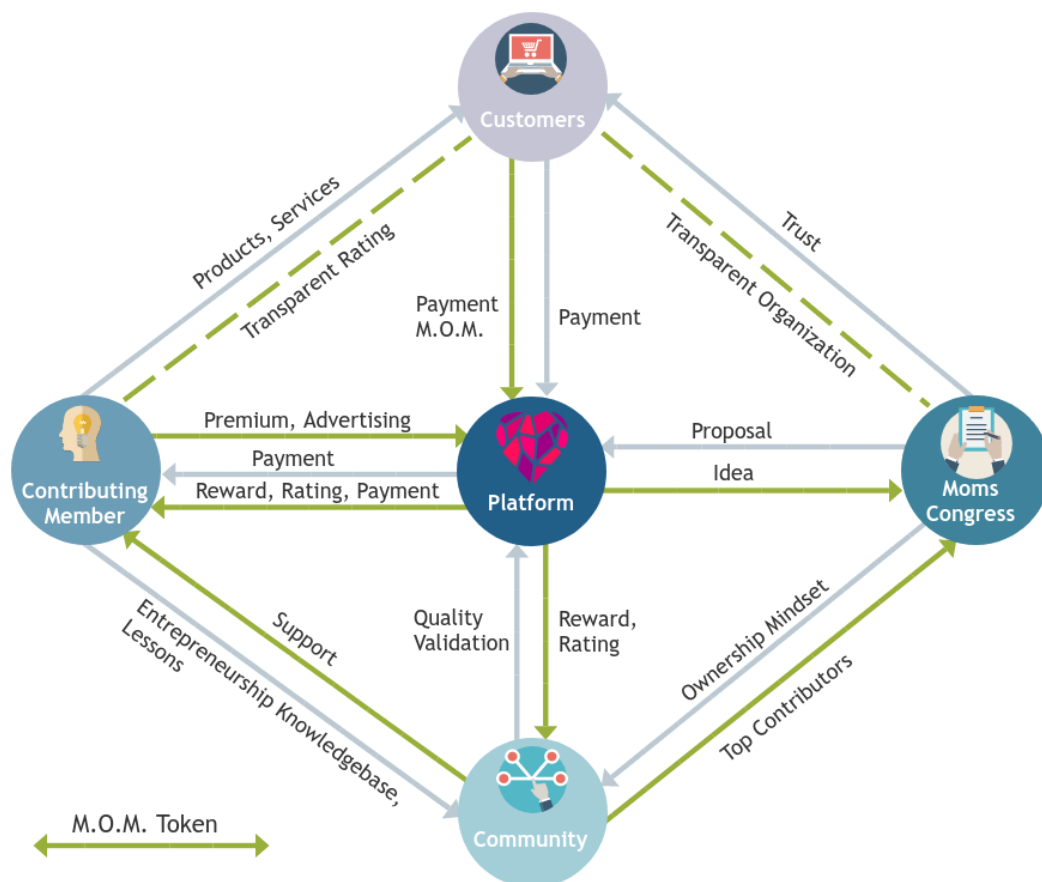 Customers
Products, Services
Transparent Rating
Trust
Transparent Organization
Payment
M.O.M.
Payment
Premium, Advertising
Payment
Reward, Rating, Payment
Contributing
Member
Platform
Proposal
Idea
Moms
Congress
Entrepreneurship Knowledgebase,
Lessons
Support
Quality
Validation
Reward,
Rating
Ownership Mindset
Top Contributors
Community
M.O.M. Token